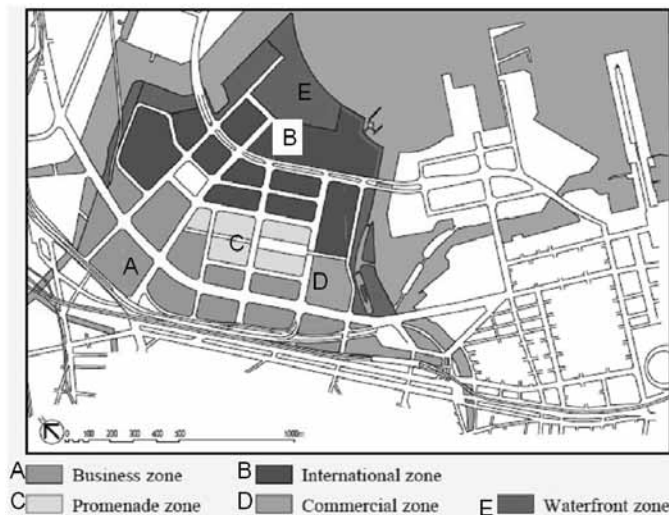 E
B
C
A
D
0 100 200 300 400 500 1000m
A Business zone B International zone
C Promenade zone D Commercial zone E Waterfront zone